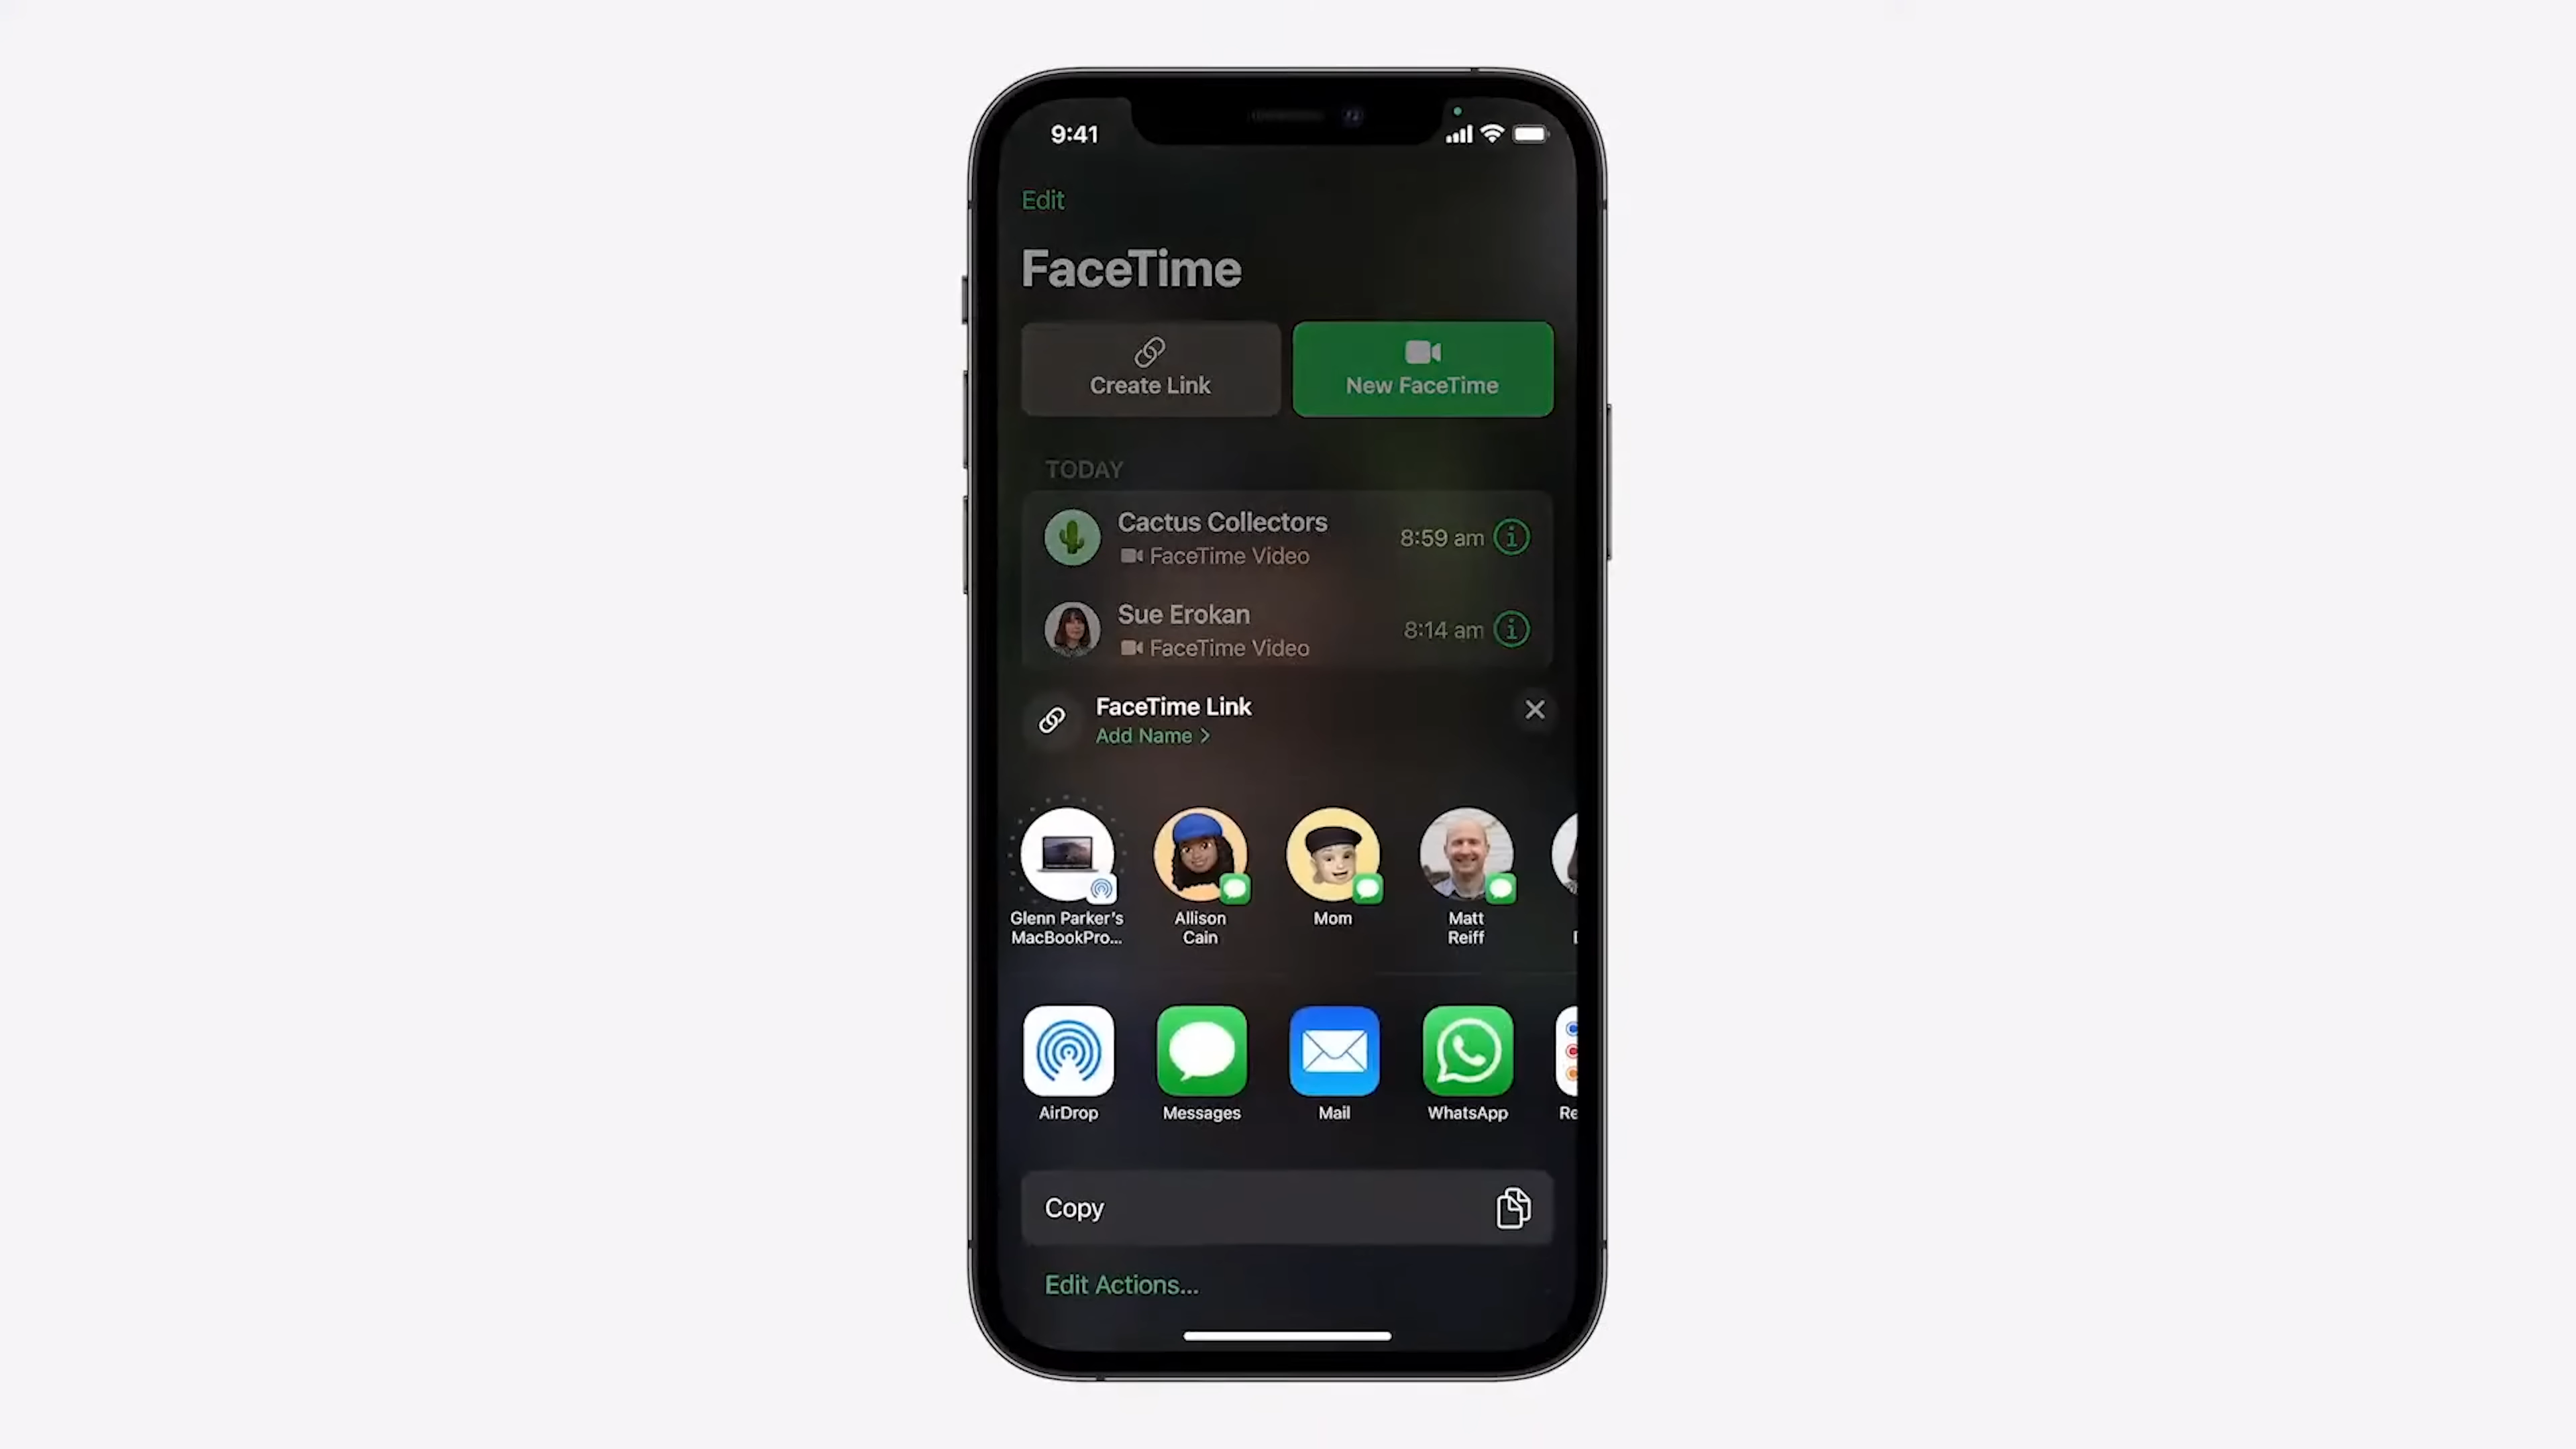 9:41
Edit
FaceTime
Create Link
New FaceTime
TODAY
Cactus Collectors
8:59 am
FaceTime Video
Sue Erokan
8:14 am
FaceTime Video
FaceTime Link
Add Name >
Glenn Parker's
MacBookPro...
Allison
Cain
Mom
Matt
Reiff
AirDrop
Messages
Mail
WhatsApp
Re
Copy
Edit Actions...